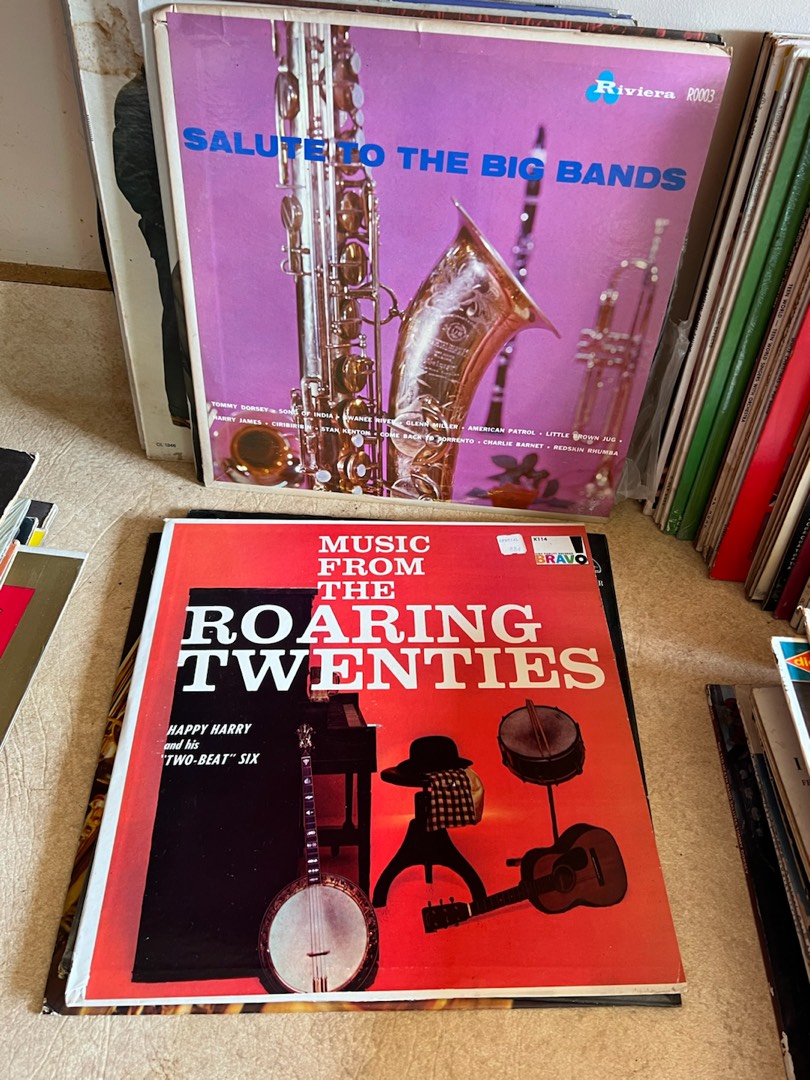 Riviera R0003
SALUTE TO THE BIG BANDS
TOMMY DORSEY • SONG OF INDIA • SWANEE RIVER • GLENN MILLER • AMERICAN PATROL • LITTLE BROWN JUG •
HARRY JAMES • CIRIBIRIBIN • STAN KENTON • COME BACK TO SORRENTO • CHARLIE BARNET • REDSKIN RHUMBA
MUSIC
FROM
THE
ROARING
TWENTIES
K114
BRAVO
HAPPY HARRY
and his
"TWO-BEAT" SIX